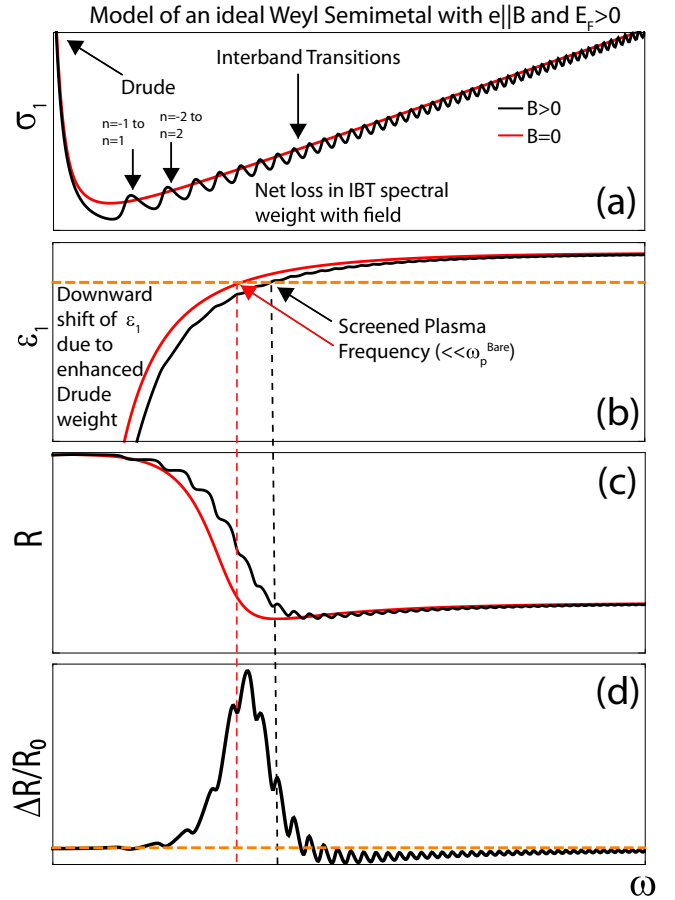 Model of an ideal Weyl Semimetal with e||B and E_F>0
Drude
Interband Transitions
n=-1 to
n=1
n=-2 to
n=2
B>0
B=0
Net loss in IBT spectral
weight with field
(a)
σ₁
Downward
shift of ε₁
due to
enhanced
Drude
weight
Screened Plasma
Frequency (<<ω_p^Bare)
(b)
ε₁
(c)
R
(d)
ΔR/R₀
ω